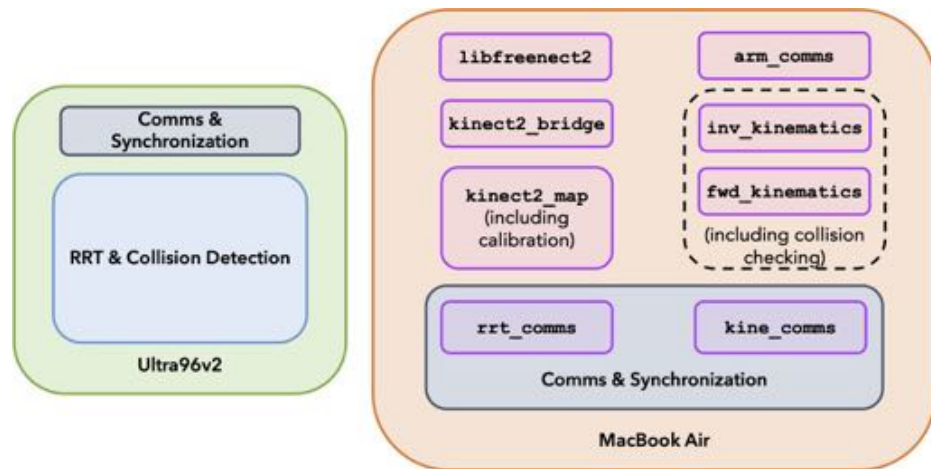 Comms &
Synchronization
RRT & Collision Detection
Ultra96v2
libfreenect2
kinect2_bridge
kinect2_map
(including
calibration)
arm_comms
inv_kinematics
fwd_kinematics
(including collision
checking)
rrt_comms
kine_comms
Comms & Synchronization
MacBook Air